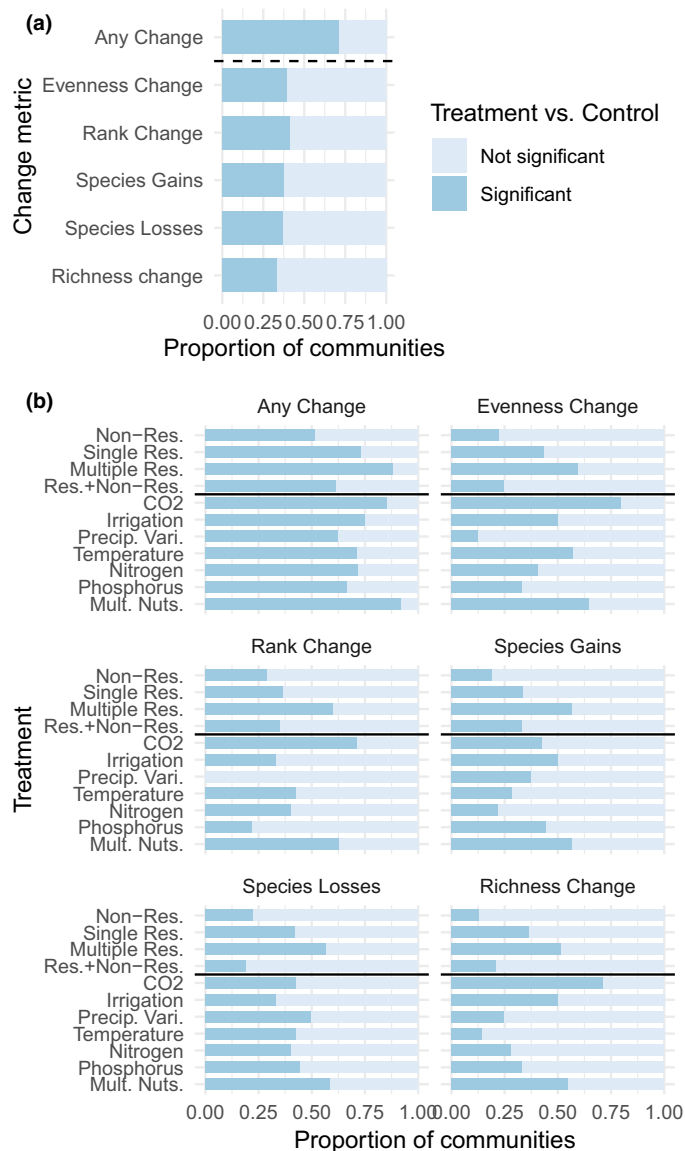 (a)
Any Change
Evenness Change
Rank Change
Species Gains
Species Losses
Richness change
Change metric
0.00 0.25 0.50 0.75 1.00
Proportion of communities
Treatment vs. Control
Not significant
Significant
(b)
Any Change Evenness Change
Non−Res.
Single Res.
Multiple Res.
Res.+Non−Res.
CO2
Irrigation
Precip. Vari.
Temperature
Nitrogen
Phosphorus
Mult. Nuts.
Rank Change Species Gains
Non−Res.
Single Res.
Multiple Res.
Res.+Non−Res.
CO2
Irrigation
Precip. Vari.
Temperature
Nitrogen
Phosphorus
Mult. Nuts.
Treatment
Species Losses Richness Change
Non−Res.
Single Res.
Multiple Res.
Res.+Non−Res.
CO2
Irrigation
Precip. Vari.
Temperature
Nitrogen
Phosphorus
Mult. Nuts.
0.00 0.25 0.50 0.75 1.00 0.00 0.25 0.50 0.75 1.00
Proportion of communities